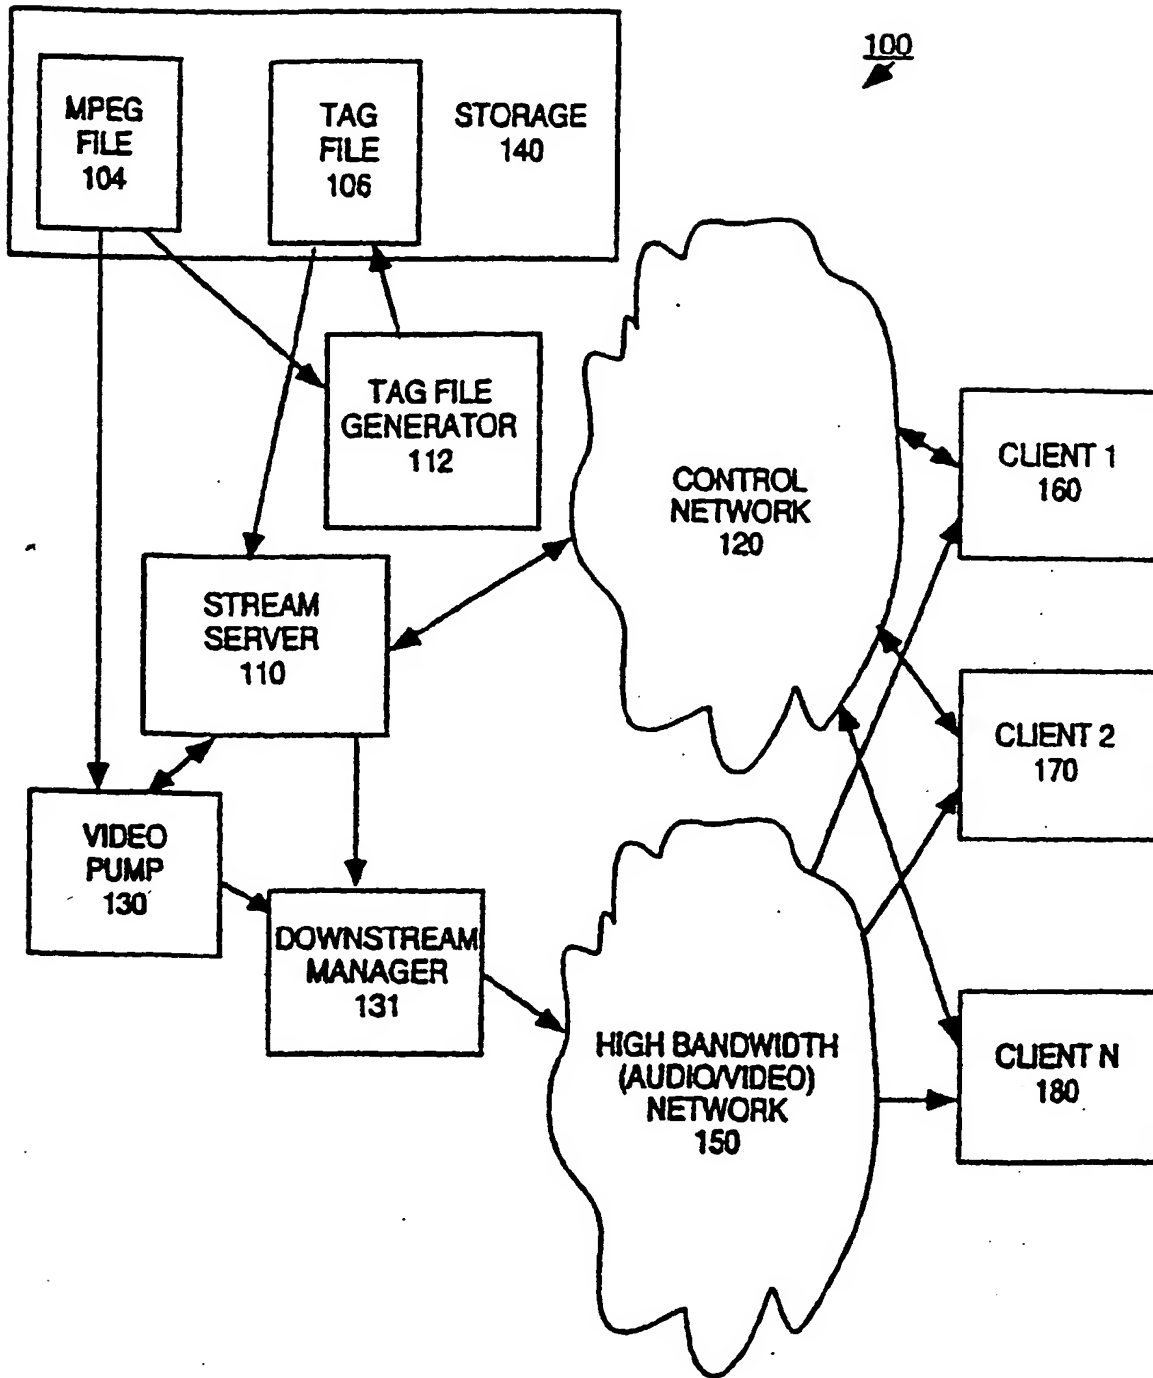 100
MPEG
FILE
104
TAG
FILE
106
STORAGE
140
TAG FILE
GENERATOR
112
CONTROL
NETWORK
120
CLIENT 1
160
STREAM
SERVER
110
CLIENT 2
170
VIDEO
PUMP
130
DOWNSTREAM
MANAGER
131
HIGH BANDWIDTH
(AUDIO/VIDEO)
NETWORK
150
CLIENT N
180